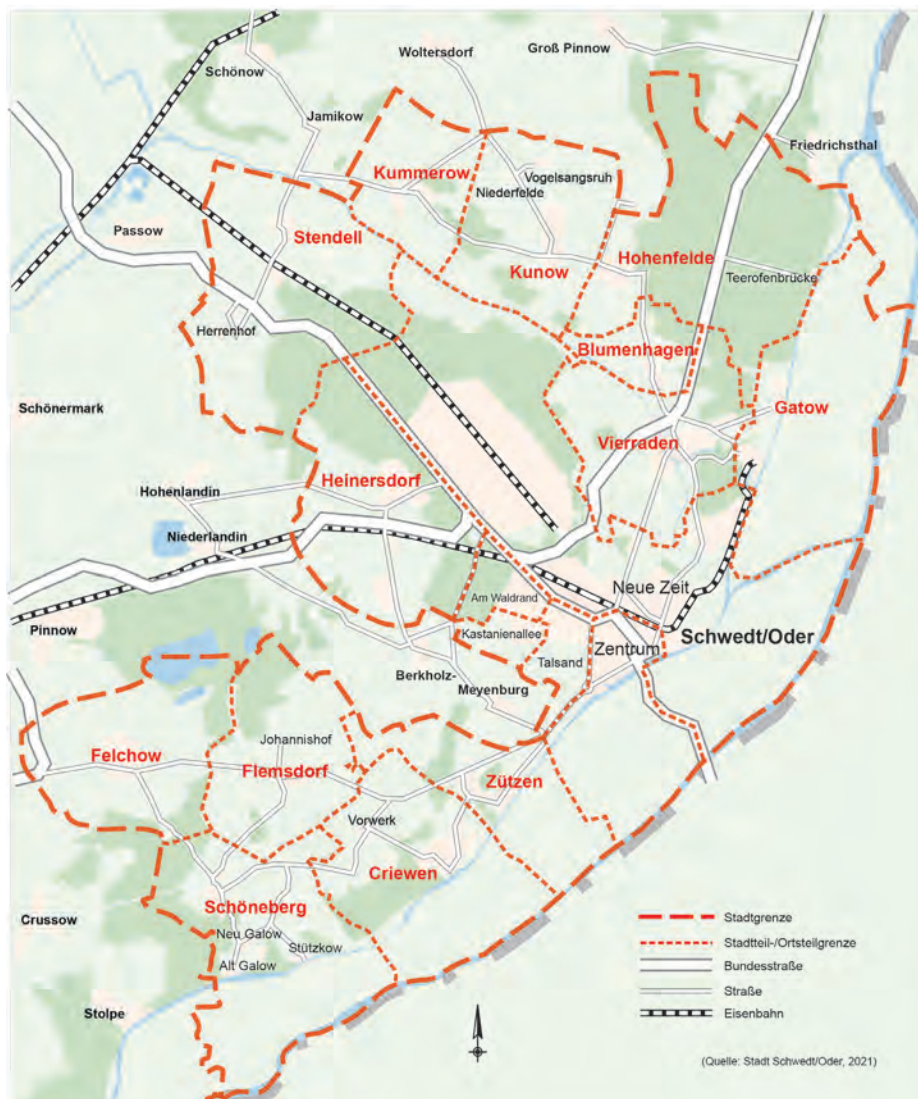 Woltersdorf
Groß Pinnow
Schönow
Jamikow
Friedrichsthal
Kummerow
Vogelsangsruh
Niederfelde
Passow
Stendell
Kunow
Hohenfelde
Teerofenbrücke
Herrenhof
Blumenhagen
Schönermark
Gatow
Vierraden
Heinersdorf
Hohenlandin
Niederlandin
Neue Zeit
Am Waldrand
Pinnow
Kastanienallee
Schwedt/Oder
Zentrum
Talsand
Berkholz-
Meyenburg
Johannishof
Felchow
Flemsdorf
Zützen
Vorwerk
Criewen
Schöneberg
Crussow
Neu Galow
Stützkow
Alt Galow
Stolpe
Stadtgrenze
Stadtteil-/Ortsteilgrenze
Bundesstraße
Straße
Eisenbahn
(Quelle: Stadt Schwedt/Oder, 2021)